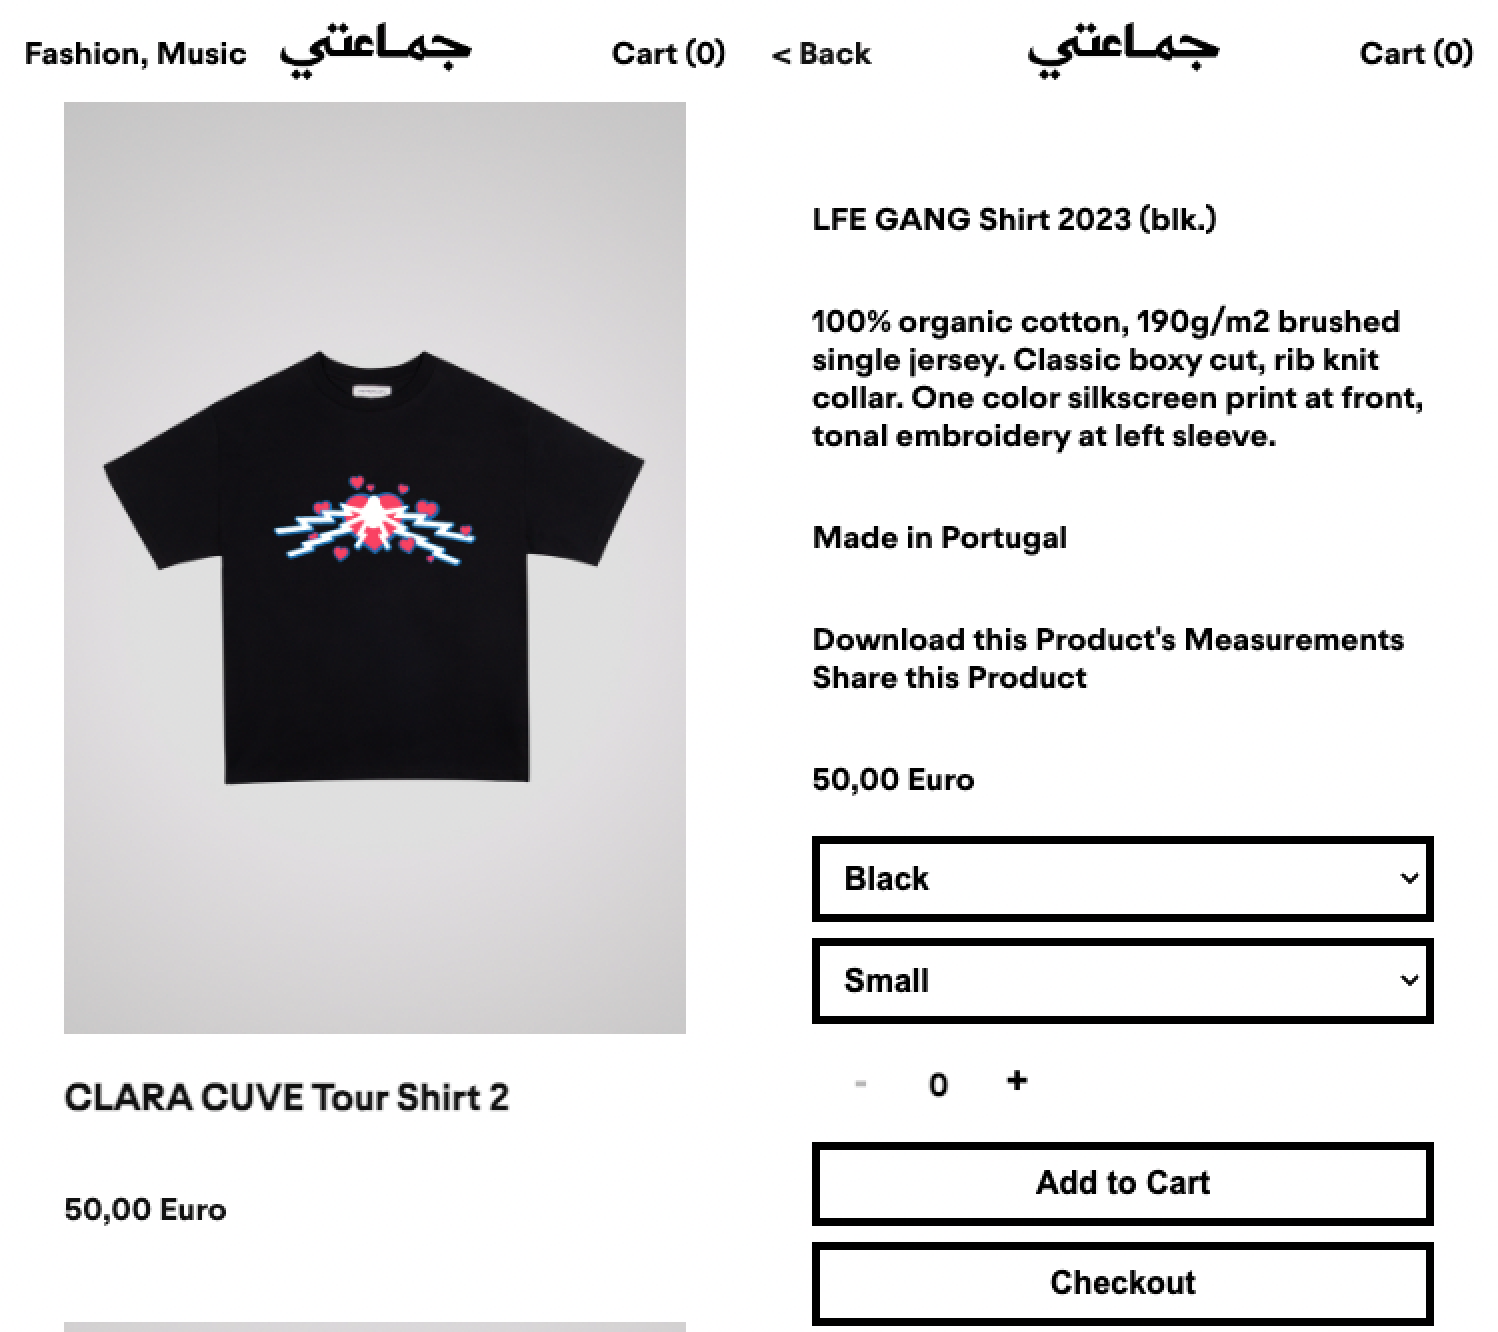 Fashion, Music
جماعتي
Cart (0)
CLARA CUVE Tour Shirt 2
50,00 Euro
< Back
جماعتي
Cart (0)
LFE GANG Shirt 2023 (blk.)
100% organic cotton, 190g/m2 brushed
single jersey. Classic boxy cut, rib knit
collar. One color silkscreen print at front,
tonal embroidery at left sleeve.
Made in Portugal
Download this Product's Measurements
Share this Product
50,00 Euro
Black
Small
- 0 +
Add to Cart
Checkout